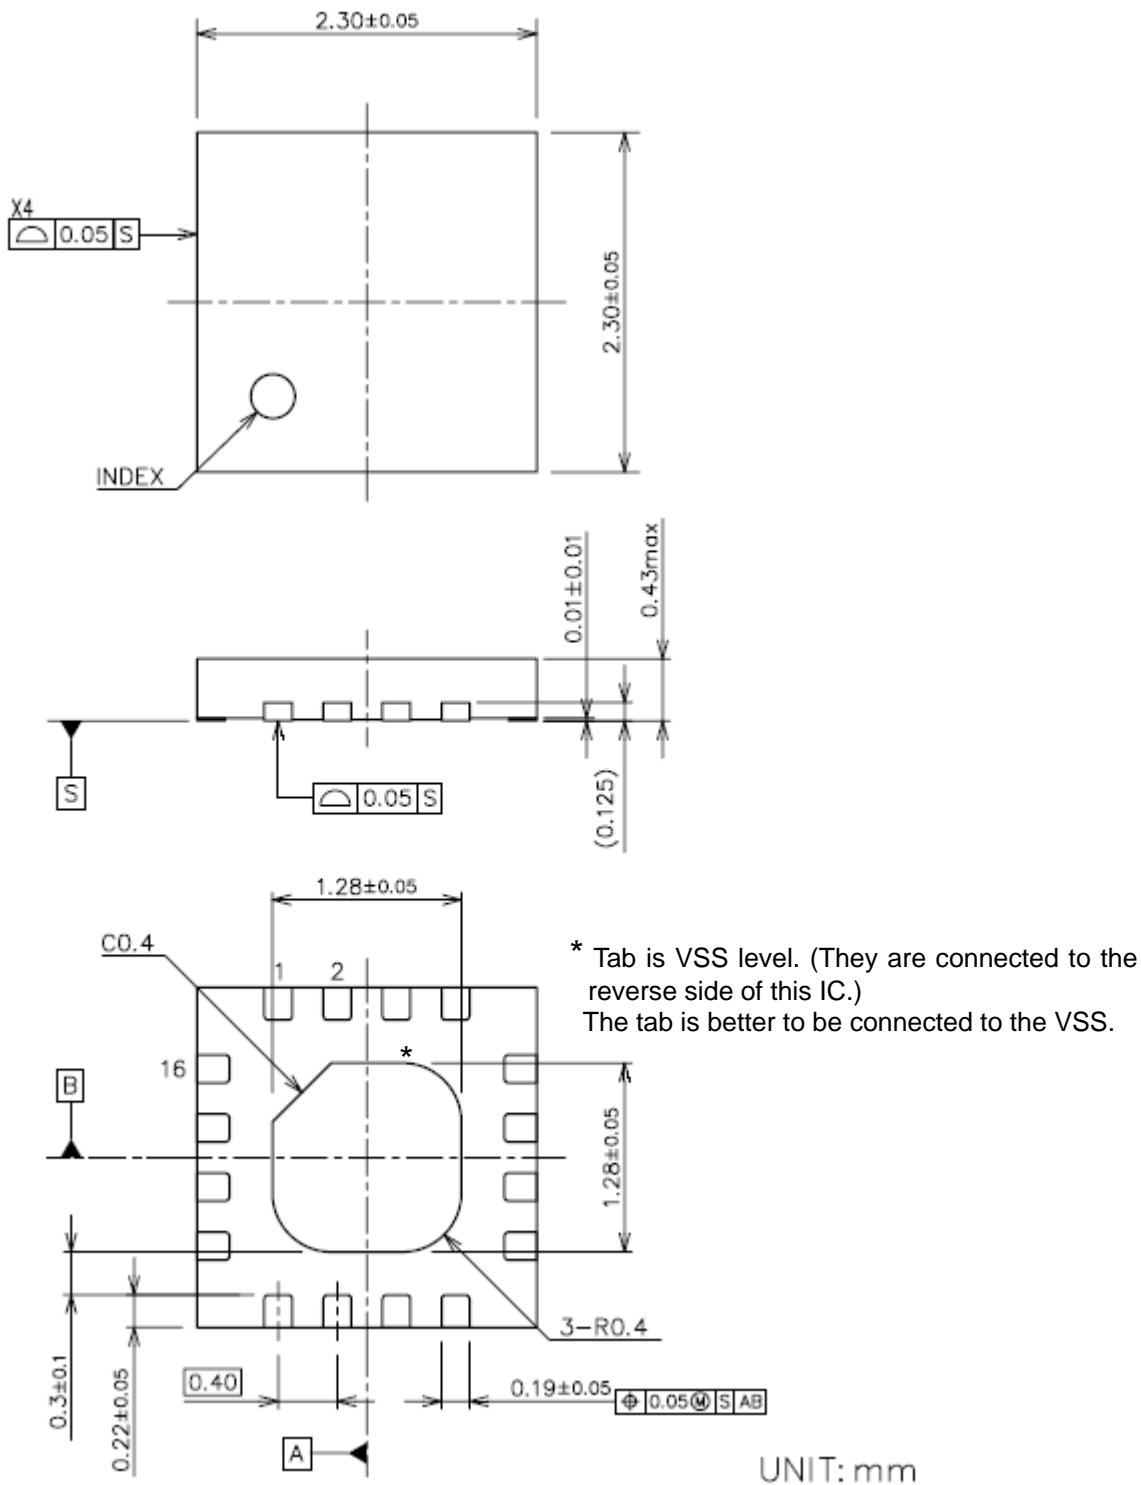 2.30±0.05
X4
0.05 S
2.30±0.05
INDEX
0.01±0.01
0.43max
S
0.05 S
(0.125)
1.28±0.05
C0.4
* Tab is VSS level. (They are connected to the
reverse side of this IC.)
The tab is better to be connected to the VSS.
1 2
*
16
B
1.28±0.05
3-R0.4
0.3±0.1
0.22±0.05
0.40
0.19±0.05
⌖ 0.05Ⓜ S AB
A
UNIT: mm